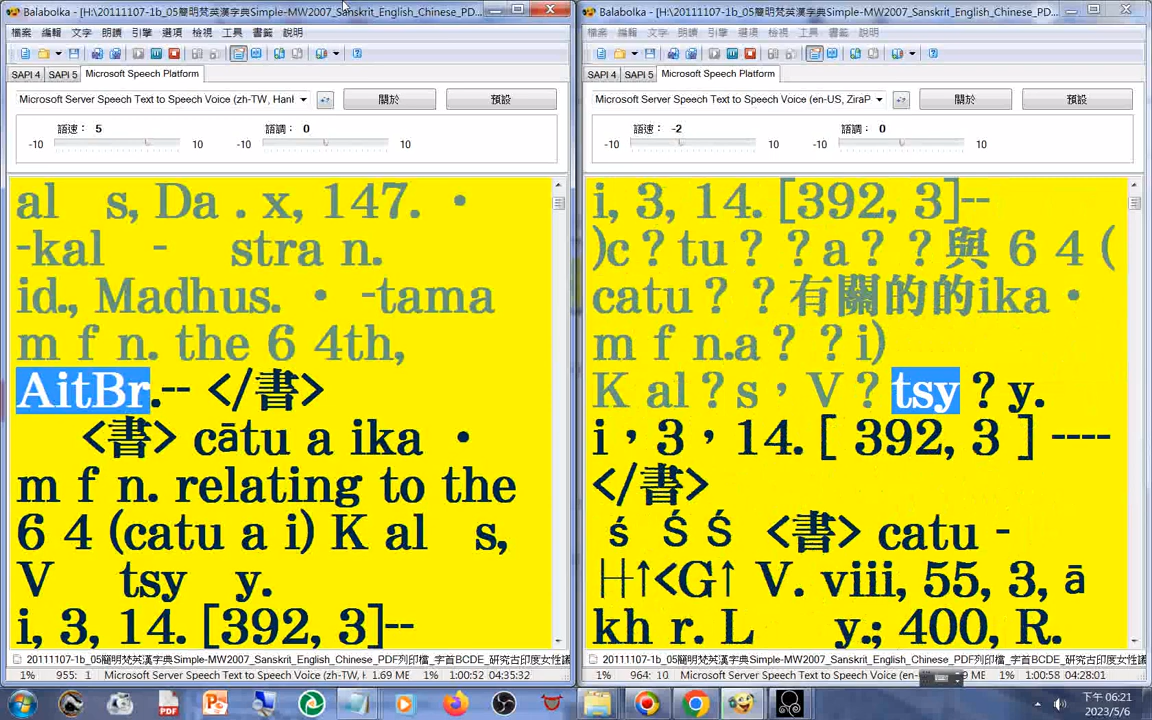 Balabolka - [H:\20111107-1b_05簡明梵英漢字典Simple-MW2007_Sanskrit_English_Chinese_PD...
檔案 編輯 文字 朗讀 引擎 選項 檢視 工具 書籤 說明
SAPI 4 SAPI 5 Microsoft Speech Platform
Microsoft Server Speech Text to Speech Voice (zh-TW, Hanl 關於 預設
語速： 5 語調： 0
-10 10 -10 10
al s, Da . x, 147. •
-kal - stra n.
id., Madhus. • -tama
m f n. the 6 4th,
AitBr.-- </書>
<書> cātu a ika •
m f n. relating to the
6 4 (catu a i) K al s,
V tsy y.
i, 3, 14. [392, 3]--
20111107-1b_05簡明梵英漢字典Simple-MW2007_Sanskrit_English_Chinese_PDF列印檔_字首BCDE_研究古印度女性議
1% 955: 1 Microsoft Server Speech Text to Speech Voice (zh-TW, H 1.69 ME 1% 1:00:52 04:35:32
Balabolka - [H:\20111107-1b_05簡明梵英漢字典Simple-MW2007_Sanskrit_English_Chinese_PD...
檔案 編輯 文字 朗讀 引擎 選項 檢視 工具 書籤 說明
SAPI 4 SAPI 5 Microsoft Speech Platform
Microsoft Server Speech Text to Speech Voice (en-US, ZiraP 關於 預設
語速： -2 語調： 0
-10 10 -10 10
i, 3, 14. [392, 3]--
)c？tu？？a？？與 6 4 (
catu？？有關的的ika•
m f n.a？？i)
K al？s，V？tsy？y.
i，3，14. [ 392, 3 ] ----
</書>
ś Ś Ś <書> catu -
H↑<G↑ V. viii, 55, 3, ā
kh r. L y.; 400, R.
20111107-1b_05簡明梵英漢字典Simple-MW2007_Sanskrit_English_Chinese_PDF列印檔_字首BCDE_研究古印度女性議
1% 964: 10 Microsoft Server Speech Text to Speech Voice (en-U ME 1% 1:00:58 04:28:01
下午 06:21
2023/5/6